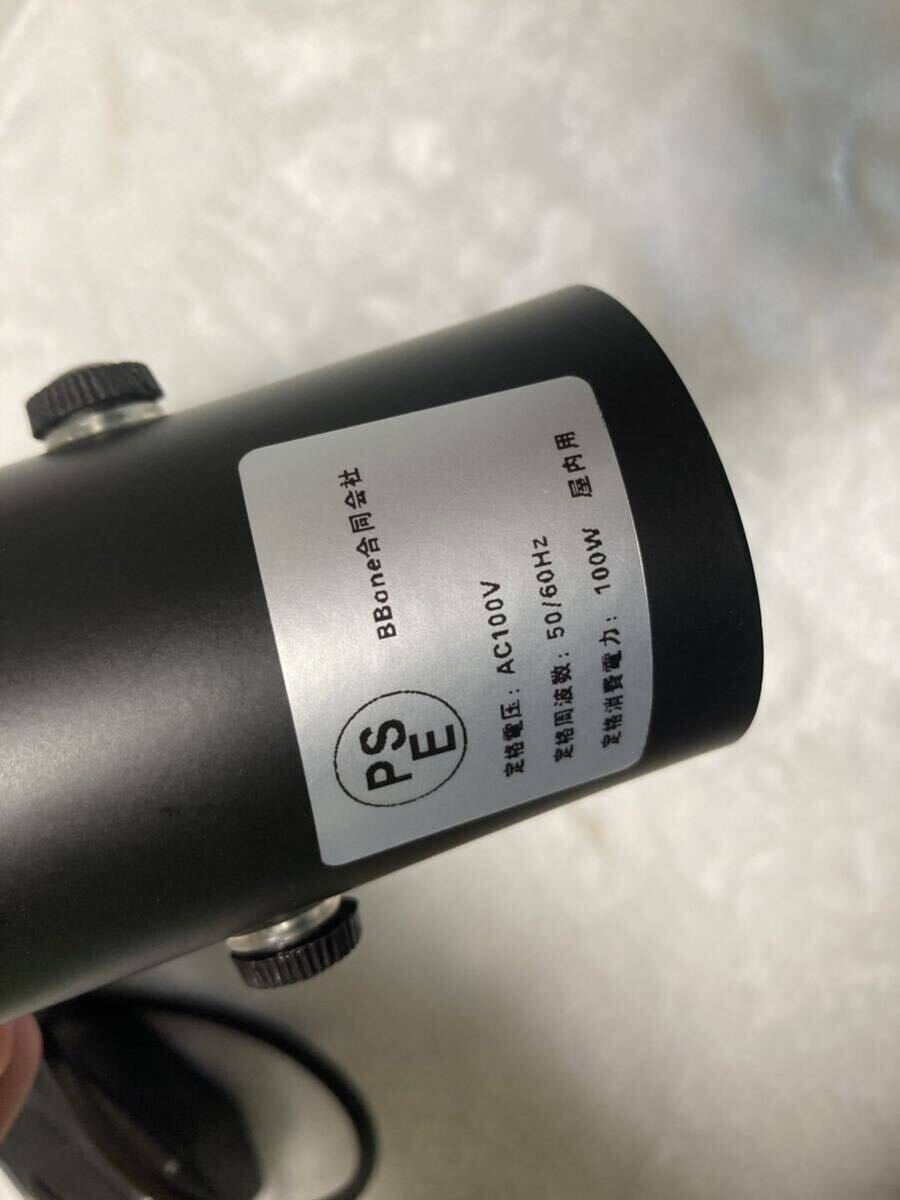 BBone合同会社
PSE
定格電圧: AC100V
定格周波数: 50/60Hz
定格消費電力: 100W 屋内用